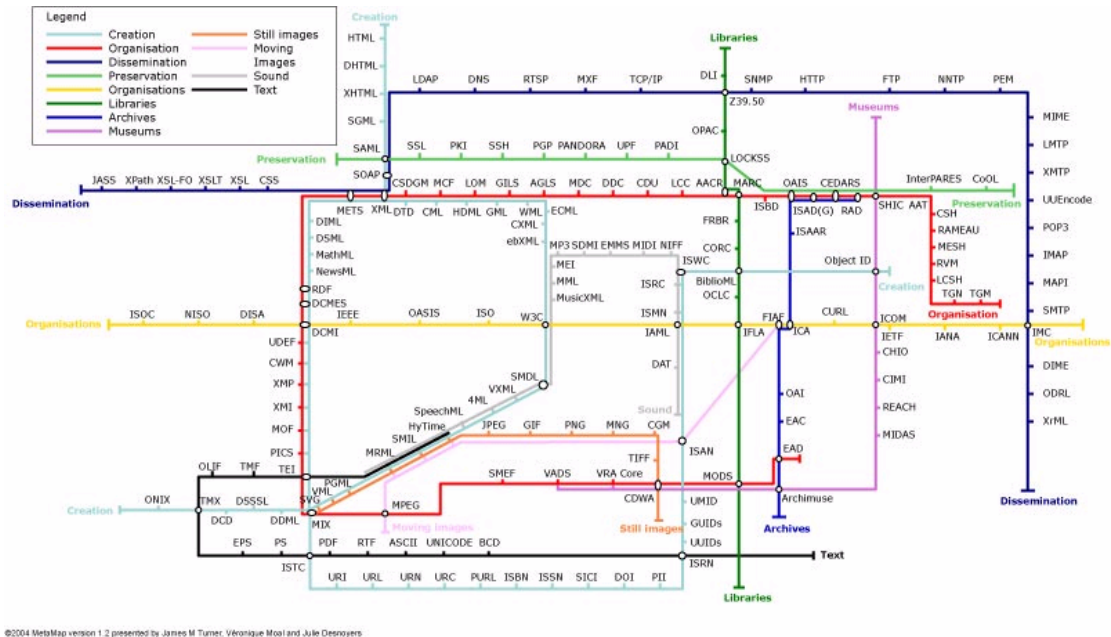 Legend
Creation
Organisation
Dissemination
Preservation
Organisations
Libraries
Archives
Museums
Still images
Moving
Images
Sound
Text
Creation
HTML
DHTML
XHTML
SGML
SAML
SOAP
LDAP DNS RTSP MXF TCP/IP
Libraries
DLI
SNMP HTTP FTP NNTP PEM
Z39.50
OPAC
Museums
MIME
LMTP
XMTP
UUEncode
POP3
IMAP
MAPI
SMTP
Preservation
SSL PKI SSH PGP PANDORA UPF PADI
LOCKSS
JASS XPath XSL-FO XSLT XSL CSS
Dissemination
METS XML
CSDGM MCF LOM GILS AGLS MDC DDC CDU LCC AACR MARC
OAIS CEDARS InterPARES CoOL
Preservation
ISBD ISAD(G) RAD SHIC AAT
DTD CML HDML GML WML ECML
CXML
ebXML
DIML
DSML
MathML
NewsML
RDF
DCMES
FRBR
CORC
ISAAR
CSH
RAMEAU
MESH
RVM
LCSH
TGN TGM
Organisation
MP3 SDMI EMMS MIDI NIFF
MEI
MML
MusicXML
ISWC
ISRC
BiblioML
OCLC
Object ID
Creation
Organisations
ISOC NISO DISA
DCMI
IEEE OASIS ISO W3C
ISMN
IAML
IFLA
FIAF
ICA
CURL
ICOM
IETF IANA ICANN IMC
Organisations
UDEF
CWM
XMP
XMI
MOF
PICS
TEI
DAT
Sound
CHIO
CIMI
REACH
MIDAS
DIME
ODRL
XrML
Dissemination
SMDL
VXML
4ML
SpeechML
HyTime
SMIL
MRML
PGML
VML
SVG
JPEG GIF PNG MNG CGM
TIFF
ISAN
OAI
EAC
EAD
OLIF TMF
SMEF VADS VRA Core
MODS
CDWA
Archimuse
Archives
ONIX
TMX
DSSSL
Creation
DCD DDML
MIX
MPEG
Moving Images
Still images
UMID
GUIDs
UUIDs
EPS PS
PDF RTF ASCII UNICODE BCD
Text
ISTC
ISRN
URI URL URN URC PURL ISBN ISSN SICI DOI PII
Libraries
©2004 MetaMap version 1.2 presented by James M Turner, Véronique Moal and Julie Desnoyers